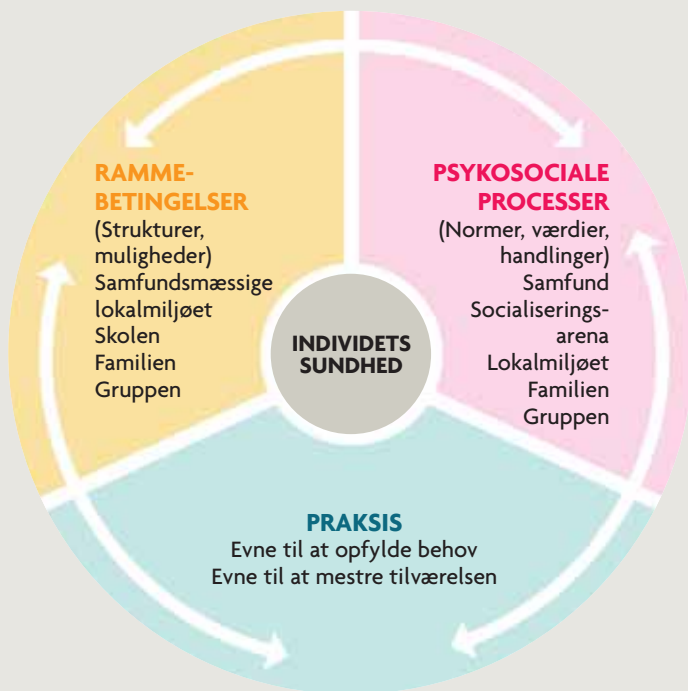 RAMME-
BETINGELSER
(Strukturer,
muligheder)
Samfundsmæssige
lokalmiljøet
Skolen
Familien
Gruppen
PSYKOSOCIALE
PROCESSER
(Normer, værdier,
handlinger)
Samfund
Socialiserings-
arena
Lokalmiljøet
Familien
Gruppen
INDIVIDETS
SUNDHED
PRAKSIS
Evne til at opfylde behov
Evne til at mestre tilværelsen